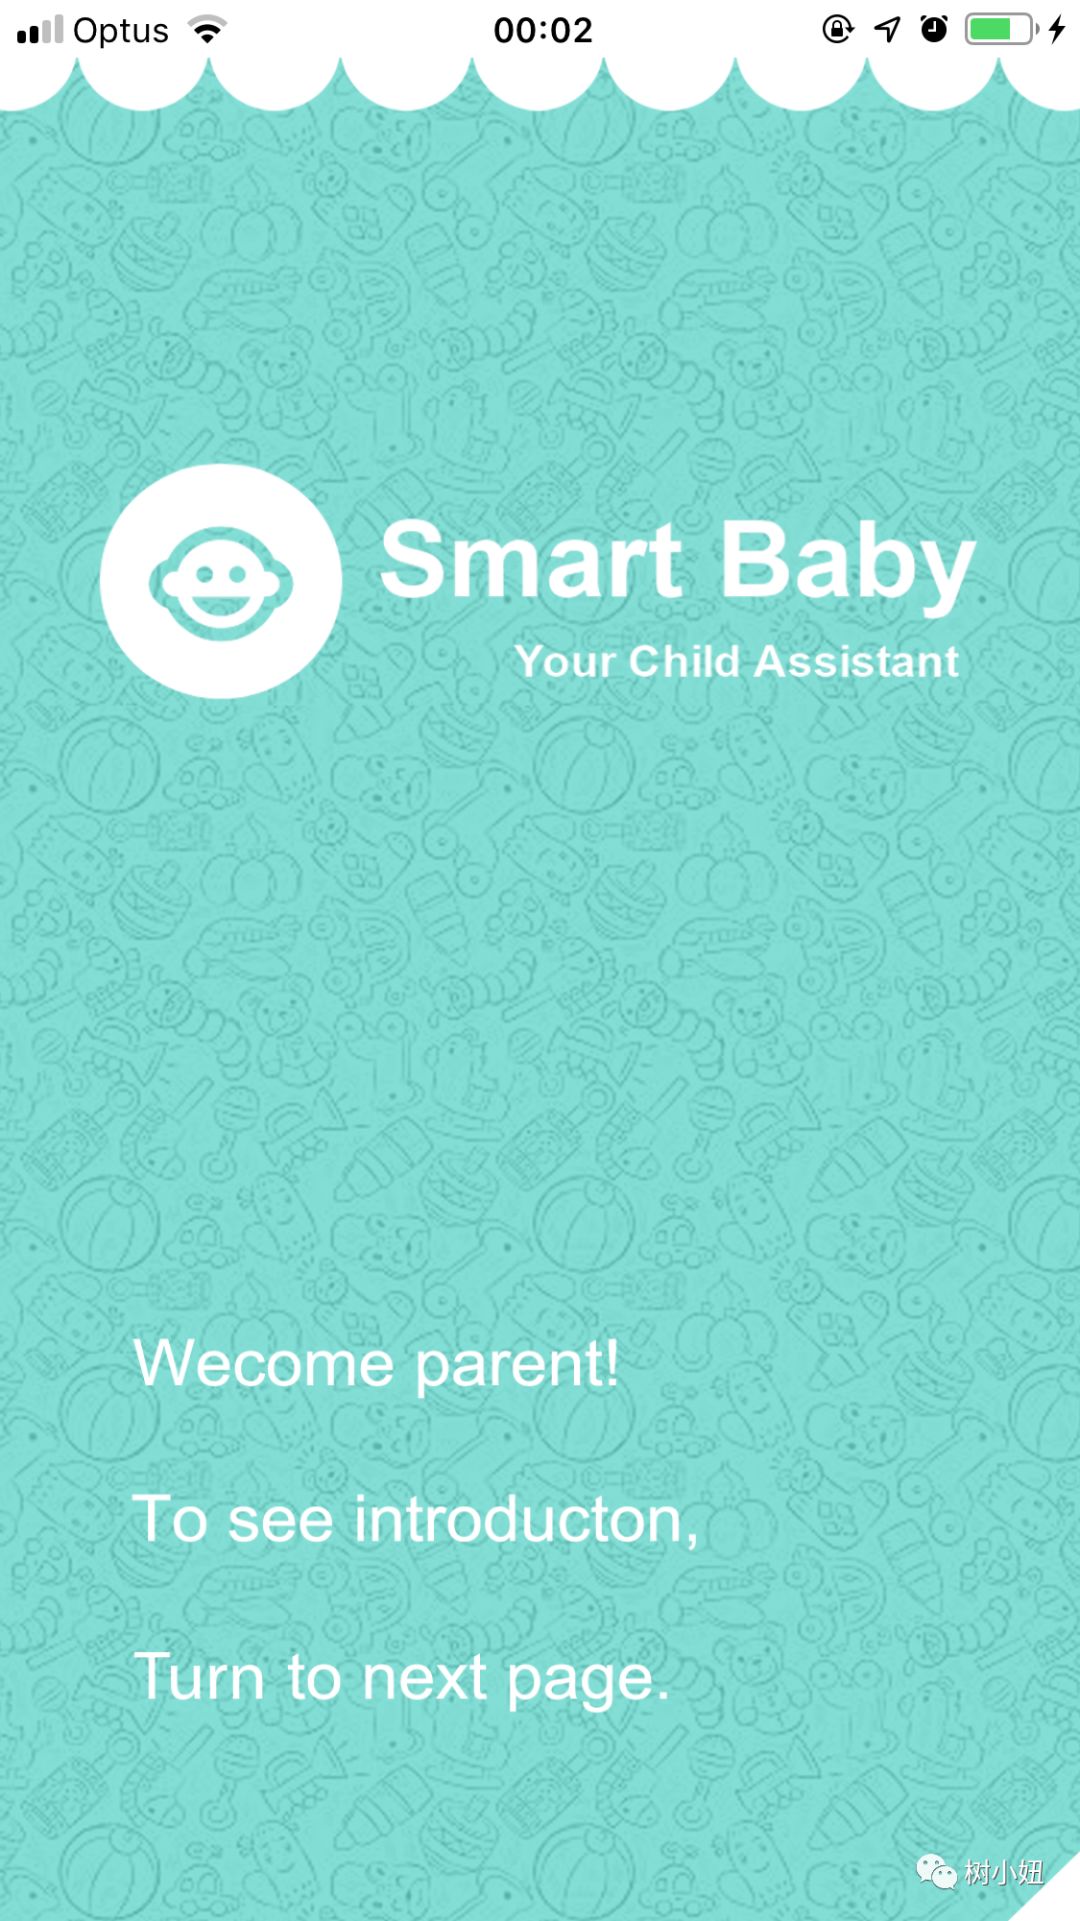 Optus 00:02
Smart Baby
Your Child Assistant
Wecome parent!
To see introducton,
Turn to next page.
树小妞